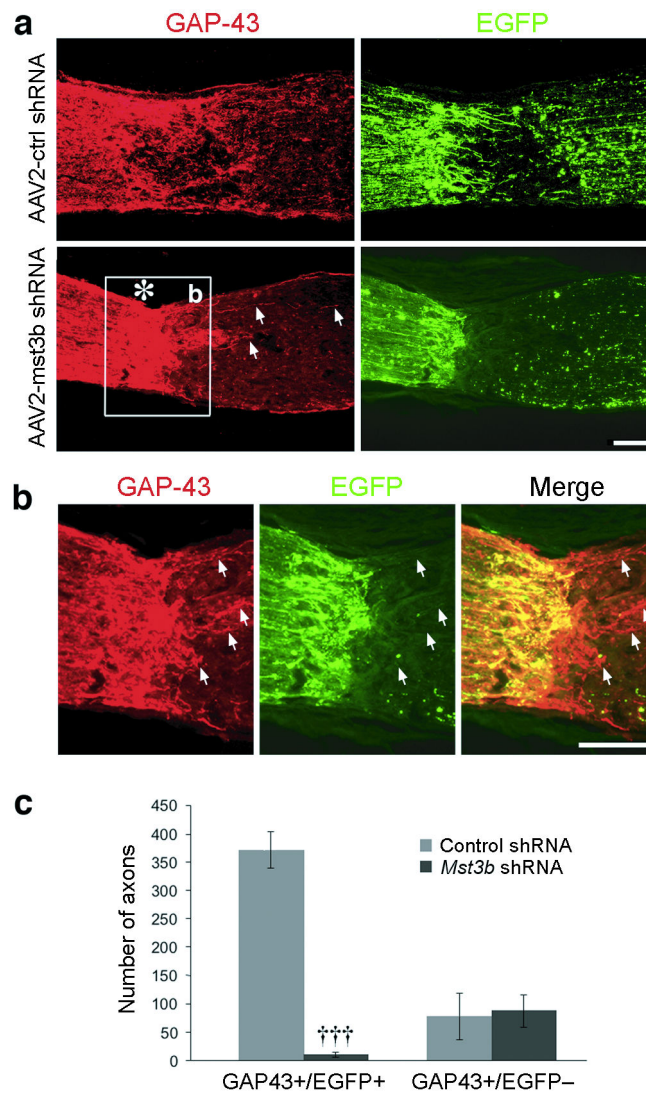 a
GAP-43 EGFP
AAV2-ctrl shRNA
AAV2-mst3b shRNA
* b
b
GAP-43 EGFP Merge
c
Number of axons
450
400
350
300
250
200
150
100
50
0
Control shRNA
Mst3b shRNA
†††
GAP43+/EGFP+ GAP43+/EGFP–